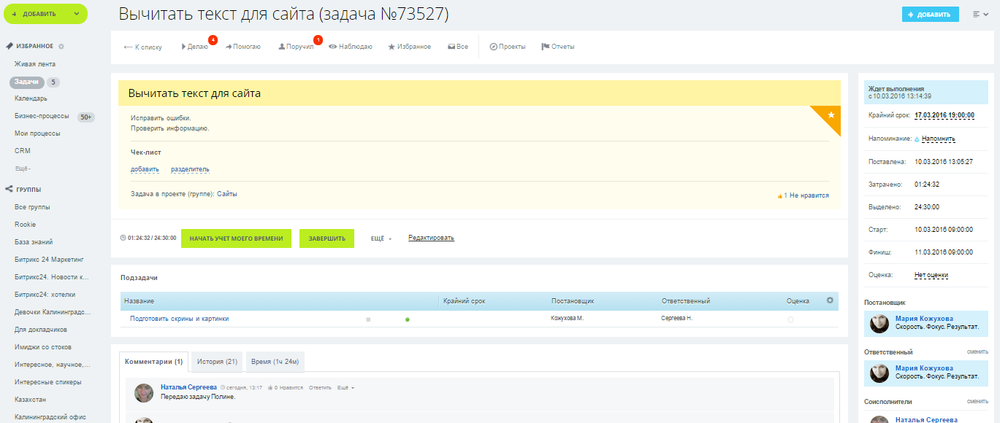 ДОБАВИТЬ
Вычитать текст для сайта (задача №73527)
ДОБАВИТЬ
ИЗБРАННОЕ
Живая лента
Задачи 5
Календарь
Бизнес-процессы 50+
Мои процессы
CRM
Ещё
ГРУППЫ
Все группы
Rookie
База знаний
Битрикс 24 Маркетинг
Битрикс24. Новости к...
Битрикс24: хотелки
Девочки Калининградс...
Для докладчиков
Имиджи со стоков
Интересное, научное,...
Интересные спикеры
Казахстан
Калининградский офис
К списку Делаю 4 Помогаю Поручил 1 Наблюдаю Избранное Все Проекты Отчеты
Вычитать текст для сайта
Исправить ошибки.
Проверить информацию.
Чек-лист
добавить разделитель
Задача в проекте (группе): Сайты
1 Не нравится
01:24:32 / 24:30:00 НАЧАТЬ УЧЕТ МОЕГО ВРЕМЕНИ ЗАВЕРШИТЬ ЕЩЁ Редактировать
Подзадачи
Название Крайний срок Постановщик Ответственный Оценка
Подготовить скрины и картинки Кожухова М. Сергеева Н.
Комментарии (1) История (21) Время (1ч 24м)
Наталья Сергеева сегодня, 13:17 0 Нравится Ответить Ещё
Передаю задачу Полине.
Ждет выполнения
с 10.03.2016 13:14:39
Крайний срок: 17.03.2016 19:00:00
Напоминание: Напомнить
Поставлена: 10.03.2016 13:05:27
Затрачено: 01:24:32
Выделено: 24:30:00
Старт: 10.03.2016 09:00:00
Финиш: 11.03.2016 09:00:00
Оценка: Нет оценки
Постановщик
Мария Кожухова
Скорость. Фокус. Результат.
Ответственный сменить
Мария Кожухова
Скорость. Фокус. Результат.
Соисполнители сменить
Наталья Сергеева